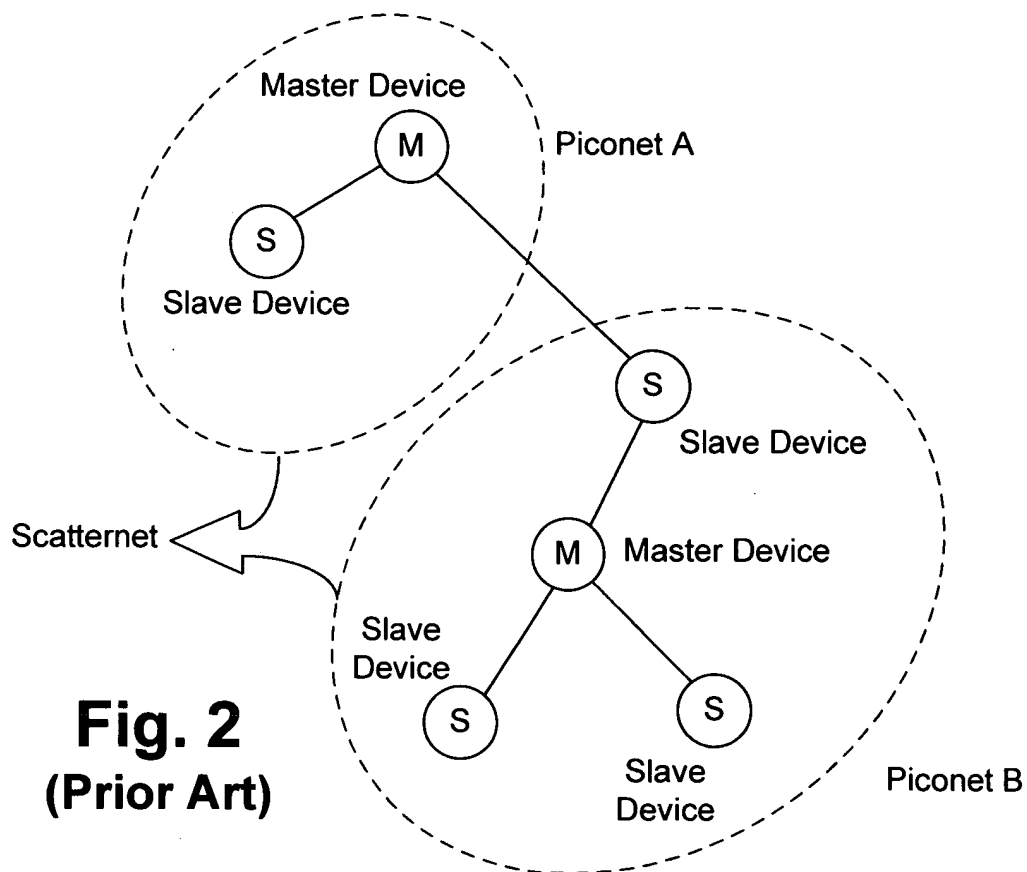 Master Device
M
Piconet A
S
Slave Device
S
Slave Device
Scatternet
M
Master Device
Slave
Device
S
S
Slave
Device
Piconet B
Fig. 2
(Prior Art)